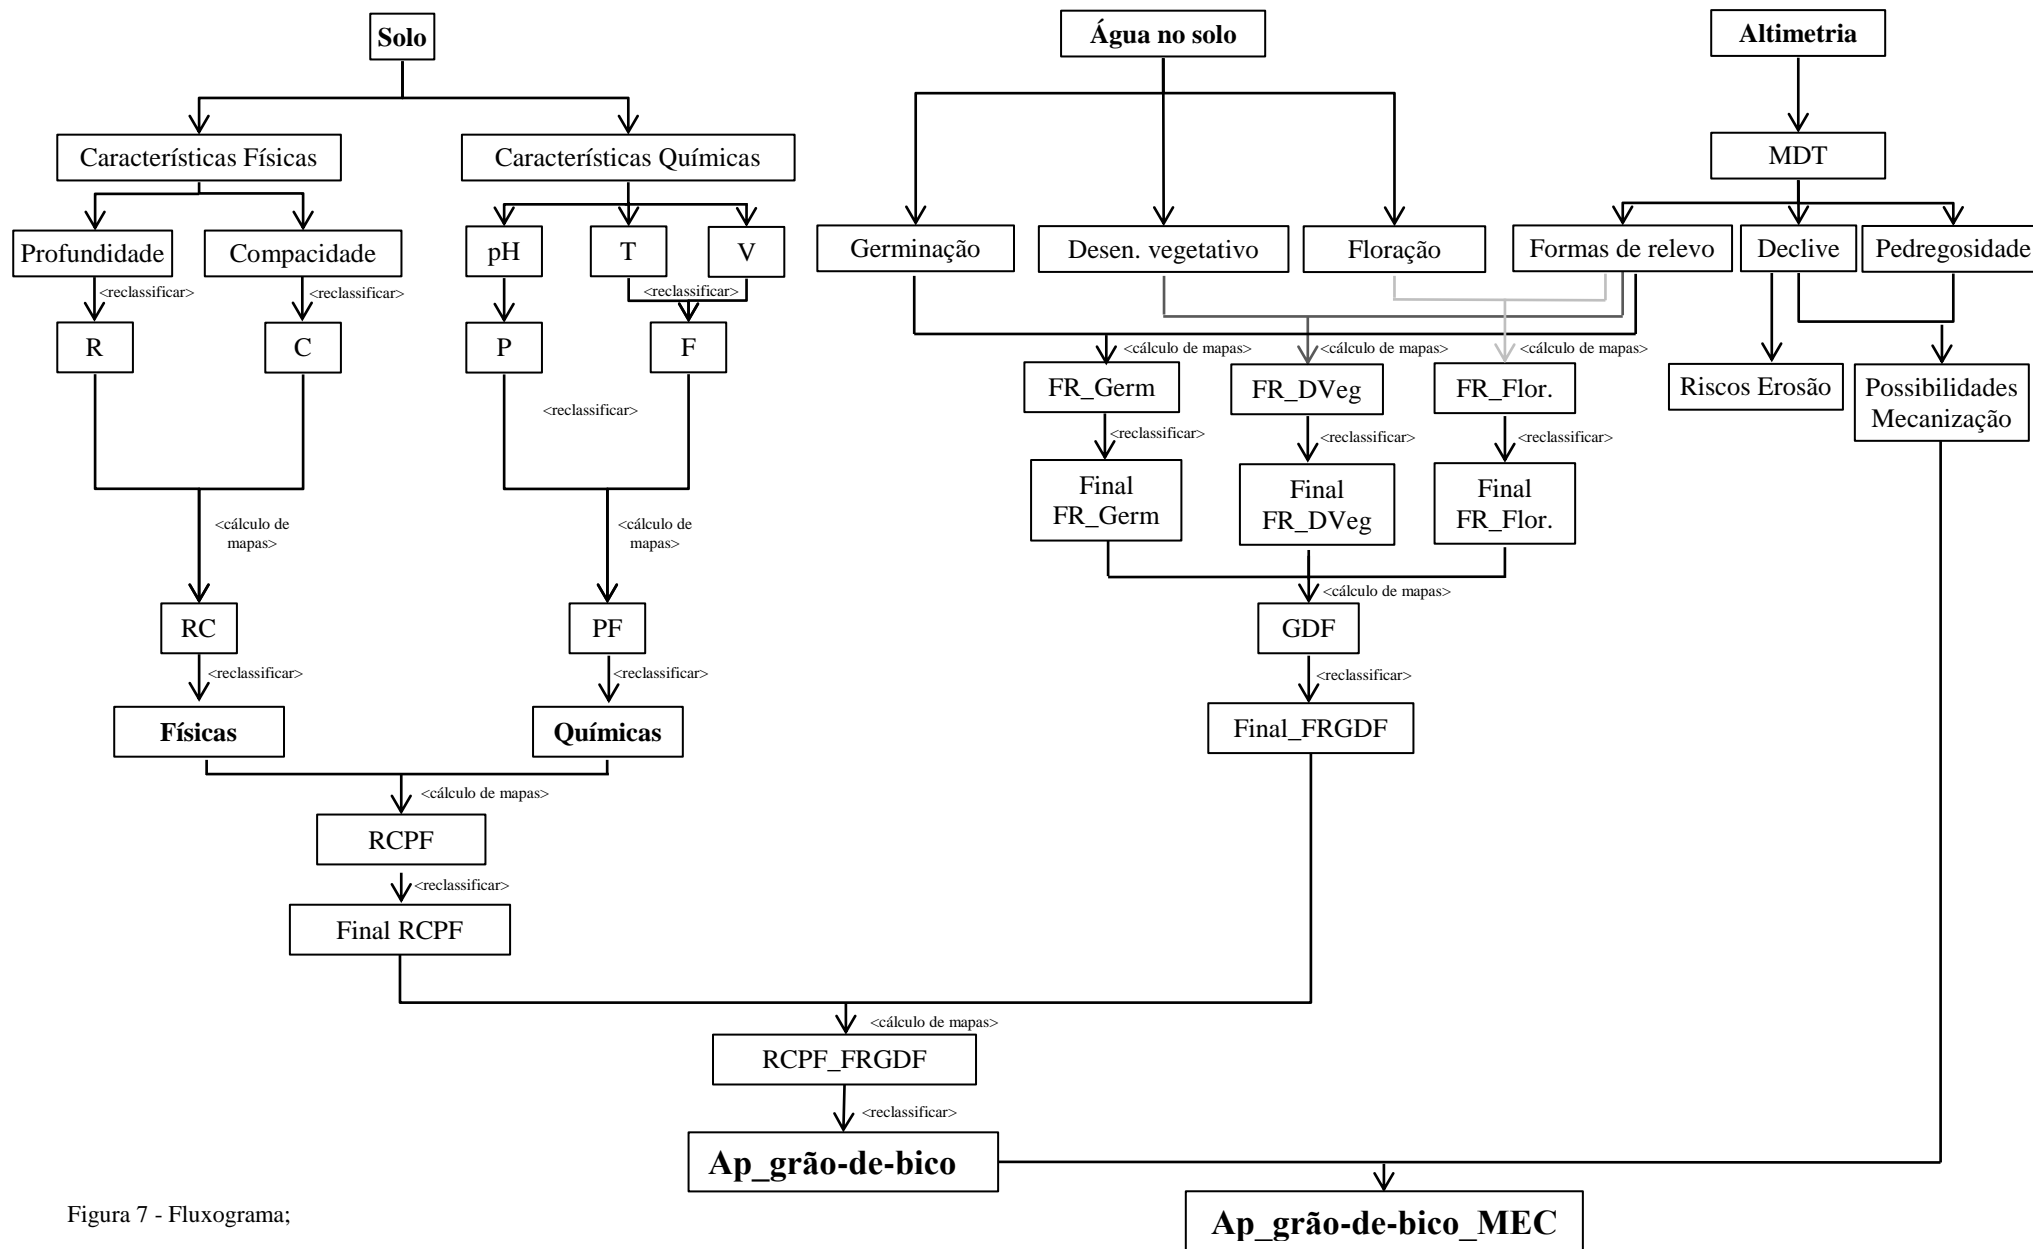 Solo
Água no solo
Altimetria
Características Físicas
Características Químicas
MDT
Profundidade
Compacidade
pH
T
V
Germinação
Desen. vegetativo
Floração
Formas de relevo
Declive
Pedregosidade
<reclassificar>
<reclassificar>
<reclassificar>
R
C
P
F
<cálculo de mapas>
<cálculo de mapas>
<cálculo de mapas>
FR_Germ
FR_DVeg
FR_Flor.
Riscos Erosão
Possibilidades
Mecanização
<reclassificar>
<reclassificar>
<reclassificar>
<reclassificar>
Final
FR_Germ
Final
FR_DVeg
Final
FR_Flor.
<cálculo de
mapas>
<cálculo de
mapas>
<cálculo de mapas>
RC
PF
GDF
<reclassificar>
<reclassificar>
<reclassificar>
Físicas
Químicas
Final_FRGDF
<cálculo de mapas>
RCPF
<reclassificar>
Final RCPF
<cálculo de mapas>
RCPF_FRGDF
<reclassificar>
Ap_grão-de-bico
Ap_grão-de-bico_MEC
Figura 7 - Fluxograma;